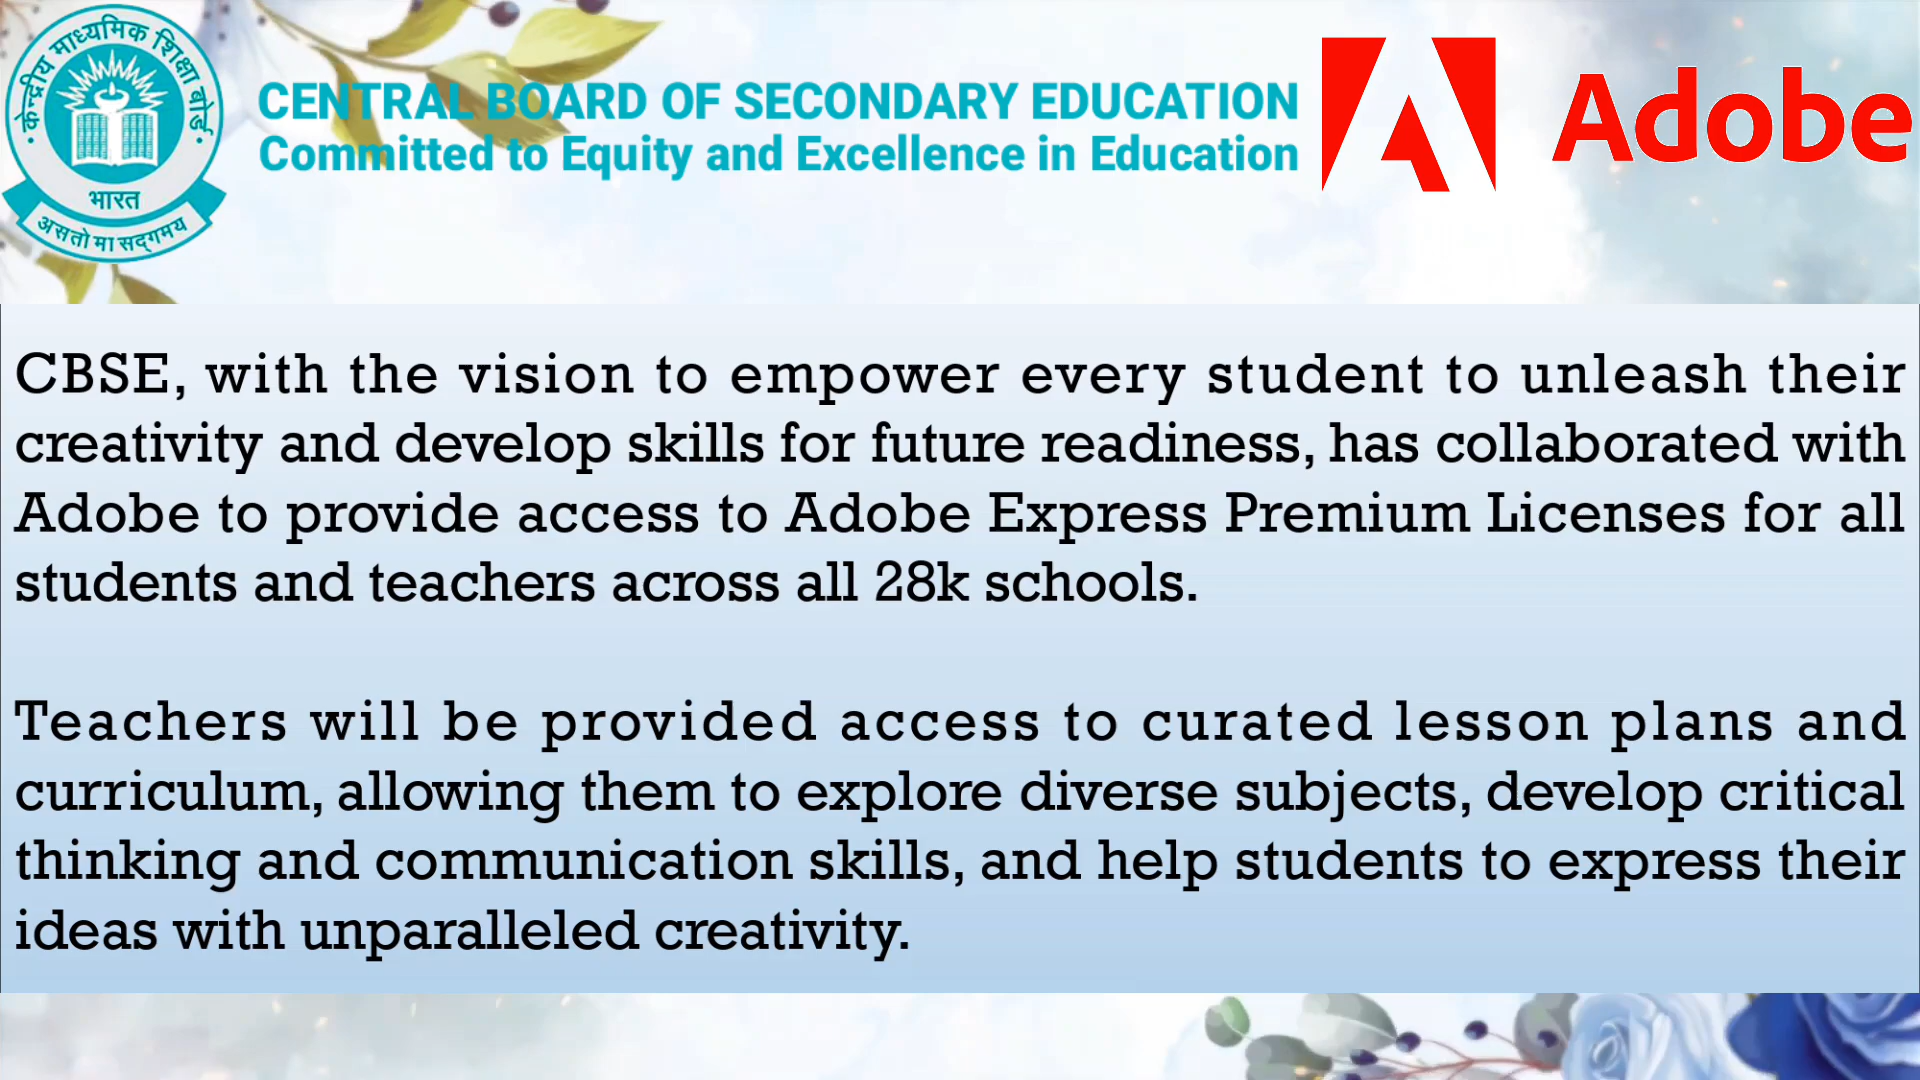 केन्द्रीय माध्यमिक शिक्षा बोर्ड
भारत
असतो मा सद्गमय
CENTRAL BOARD OF SECONDARY EDUCATION
Committed to Equity and Excellence in Education
Adobe
CBSE, with the vision to empower every student to unleash their
creativity and develop skills for future readiness, has collaborated with
Adobe to provide access to Adobe Express Premium Licenses for all
students and teachers across all 28k schools.
Teachers will be provided access to curated lesson plans and
curriculum, allowing them to explore diverse subjects, develop critical
thinking and communication skills, and help students to express their
ideas with unparalleled creativity.